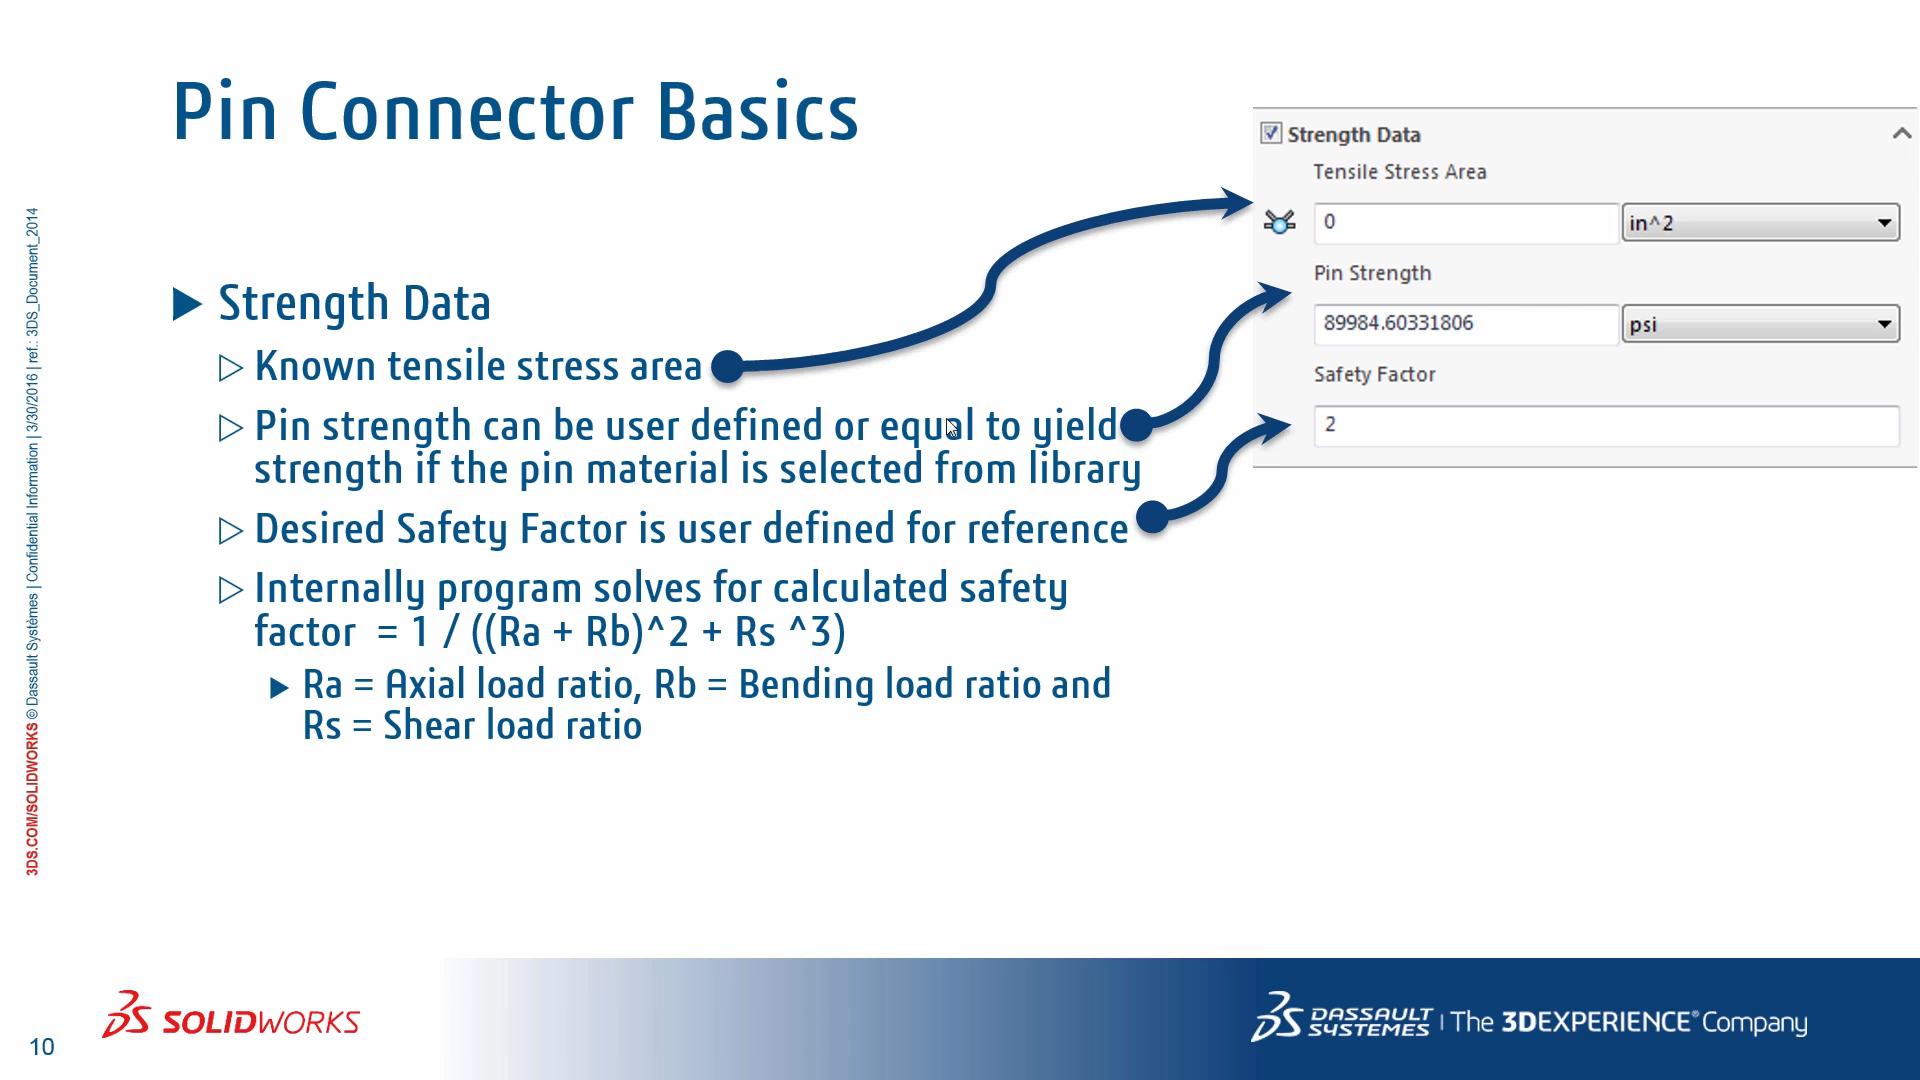 Pin Connector Basics
Strength Data
Known tensile stress area
Pin strength can be user defined or equal to yield
strength if the pin material is selected from library
Desired Safety Factor is user defined for reference
Internally program solves for calculated safety
factor = 1 / ((Ra + Rb)^2 + Rs ^3)
Ra = Axial load ratio, Rb = Bending load ratio and
Rs = Shear load ratio
Strength Data
Tensile Stress Area
0 in^2
Pin Strength
89984.60331806 psi
Safety Factor
2
3DS.COM/SOLIDWORKS © Dassault Systèmes | Confidential Information | 3/30/2016 | ref.: 3DS_Document_2014
10
SOLIDWORKS
DASSAULT SYSTEMES | The 3DEXPERIENCE® Company